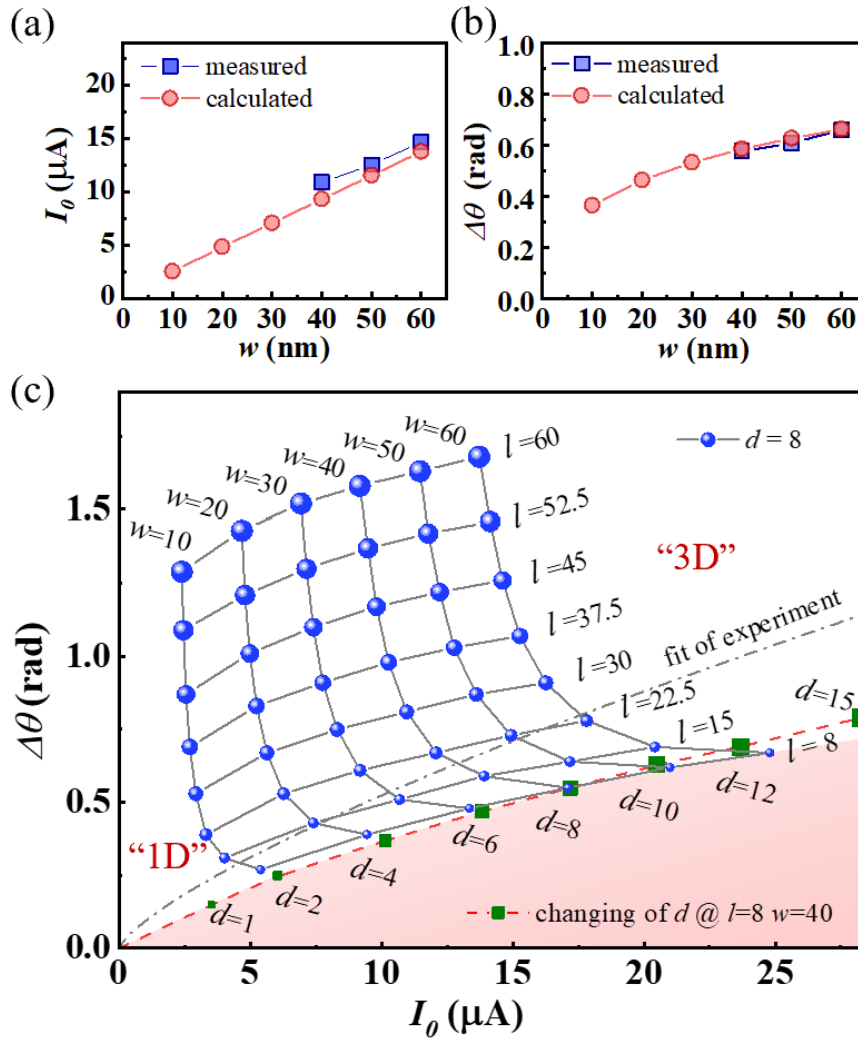 (a)
measured
calculated
20
15
10
5
0
I0 (μA)
0 10 20 30 40 50 60
w (nm)
(b)
measured
calculated
1.0
0.8
0.6
0.4
0.2
0.0
Δθ (rad)
0 10 20 30 40 50 60
w (nm)
(c)
w=10
w=20
w=30
w=40
w=50
w=60
l=60
l=52.5
l=45
l=37.5
l=30
l=22.5
l=15
l=8
d = 8
"3D"
"1D"
fit of experiment
d=1
d=2
d=4
d=6
d=8
d=10
d=12
d=15
changing of d @ l=8 w=40
1.5
1.0
0.5
0.0
Δθ (rad)
0 5 10 15 20 25
I0 (μA)